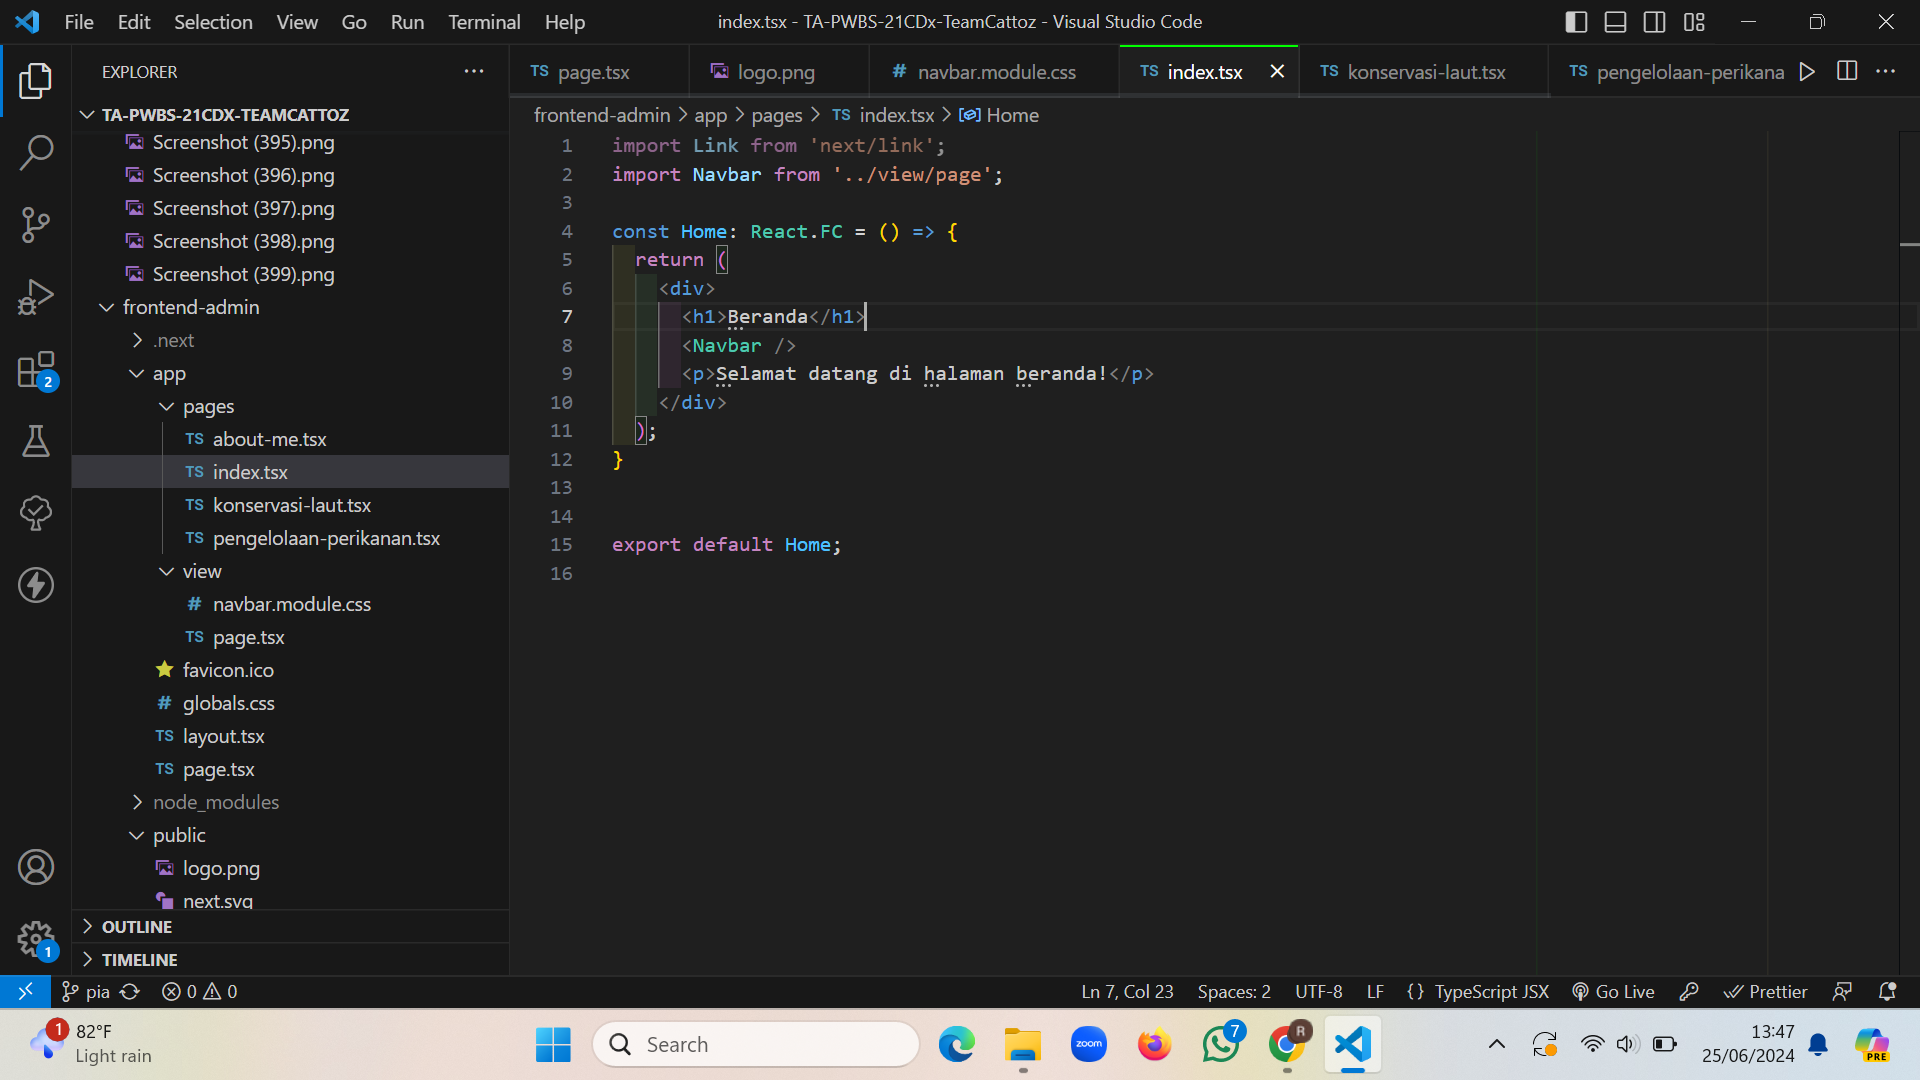 File Edit Selection View Go Run Terminal Help
index.tsx - TA-PWBS-21CDx-TeamCattoz - Visual Studio Code
EXPLORER
TA-PWBS-21CDX-TEAMCATTOZ
Screenshot (395).png
Screenshot (396).png
Screenshot (397).png
Screenshot (398).png
Screenshot (399).png
frontend-admin
.next
app
pages
TS about-me.tsx
TS index.tsx
TS konservasi-laut.tsx
TS pengelolaan-perikanan.tsx
view
# navbar.module.css
TS page.tsx
favicon.ico
# globals.css
TS layout.tsx
TS page.tsx
node_modules
public
logo.png
next.svg
OUTLINE
TIMELINE
2
1
TS page.tsx
logo.png
# navbar.module.css
TS index.tsx
TS konservasi-laut.tsx
TS pengelolaan-perikana
frontend-admin > app > pages > TS index.tsx > Home
1 import Link from 'next/link';
2 import Navbar from '../view/page';
3
4 const Home: React.FC = () => {
5 return (
6 <div>
7 <h1>Beranda</h1>
8 <Navbar />
9 <p>Selamat datang di halaman beranda!</p>
10 </div>
11 );
12 }
13
14
15 export default Home;
16
pia 0 0
Ln 7, Col 23 Spaces: 2 UTF-8 LF {} TypeScript JSX Go Live Prettier
1 82°F
Light rain
Search
zoom
7
R
13:47
25/06/2024
PRE